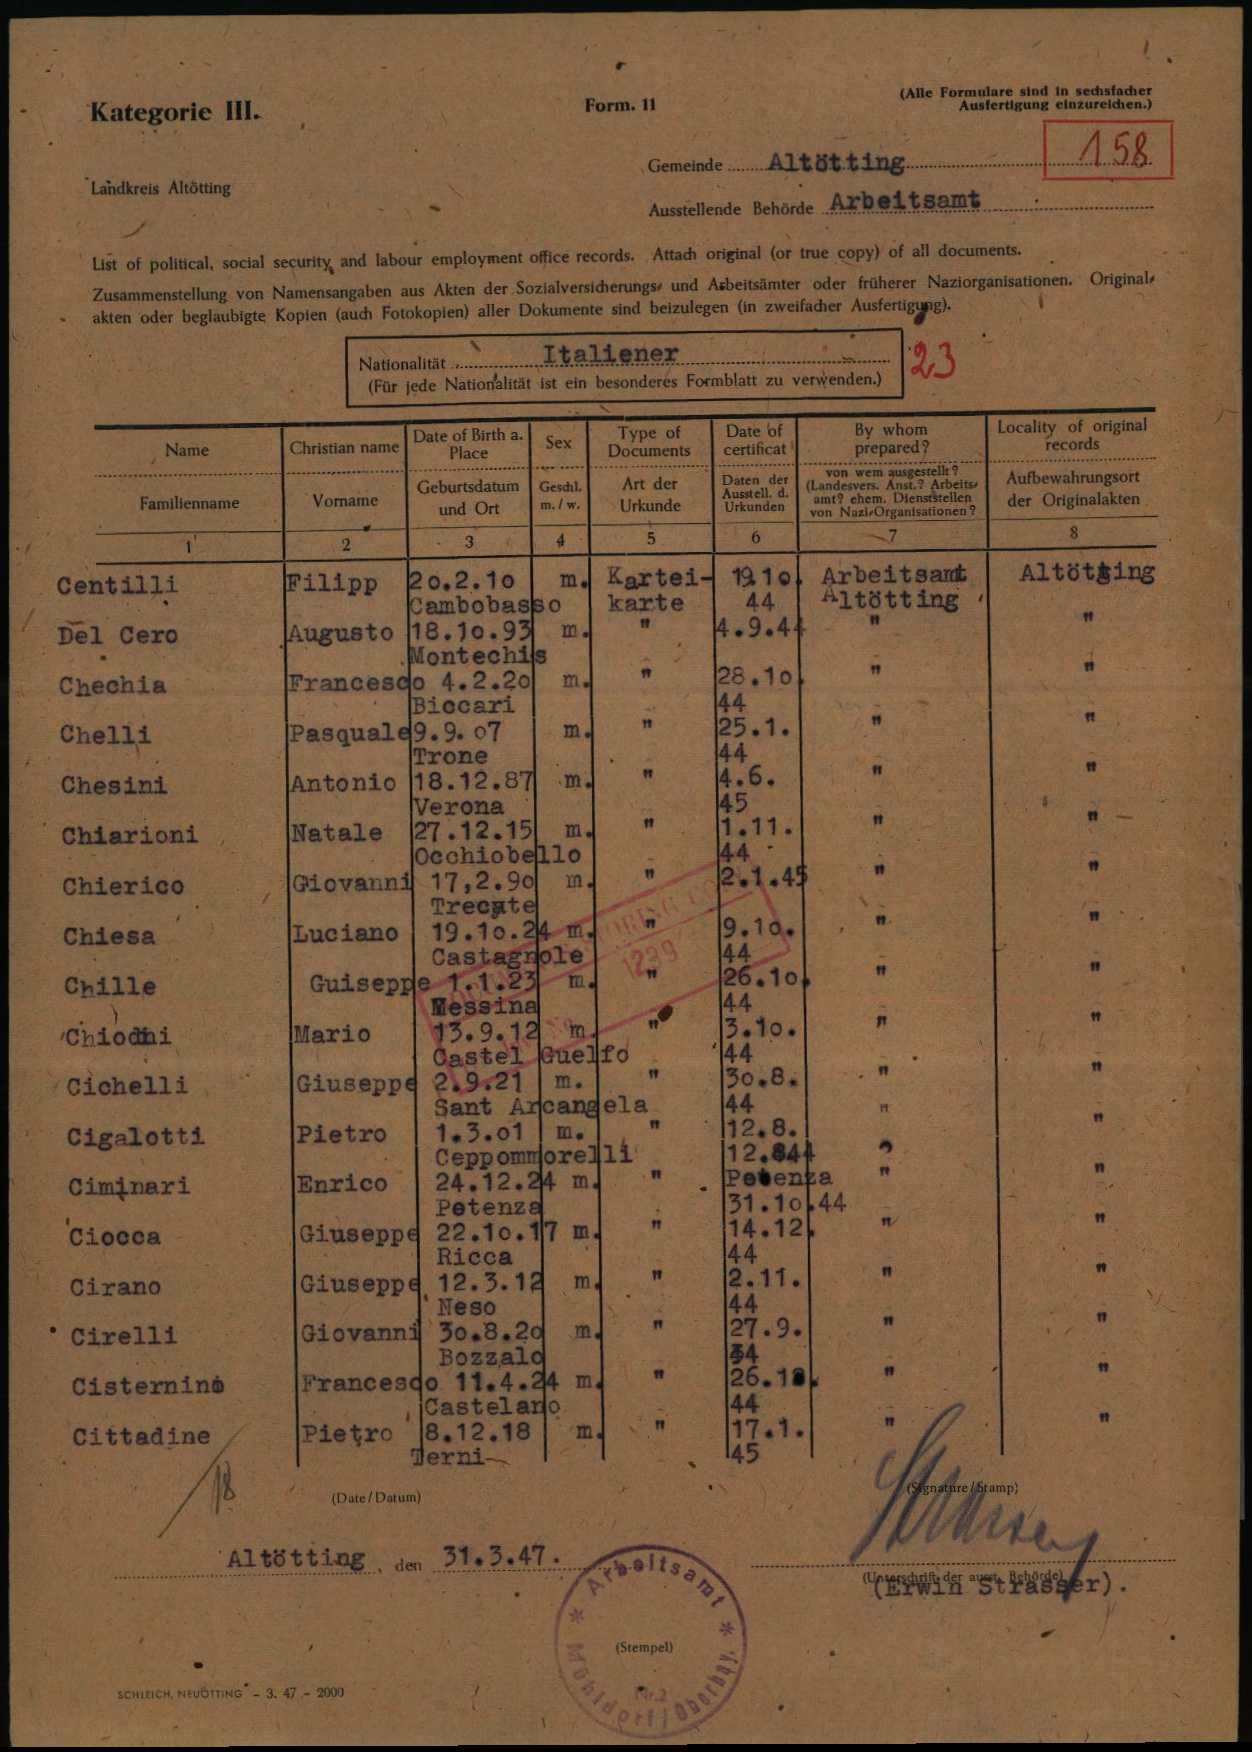 Kategorie III.
Form. 11
(Alle Formulare sind in sechsfacher
Ausfertigung einzureichen.)
158
Gemeinde Altötting
Landkreis Altötting
Ausstellende Behörde Arbeitsamt
List of political, social security, and labour employment office records. Attach original (or true copy) of all documents.
Zusammenstellung von Namensangaben aus Akten der Sozialversicherungs- und Arbeitsämter oder früherer Naziorganisationen. Original-
akten oder beglaubigte Kopien (auch Fotokopien) aller Dokumente sind beizulegen (in zweifacher Ausfertigung).
Nationalität Italiener
(Für jede Nationalität ist ein besonderes Formblatt zu verwenden.)
23
Name Christian name Date of Birth a. Place Sex Type of Documents Date of certificat By whom prepared? Locality of original records
Familienname Vorname Geburtsdatum und Ort Geschl. m. / w. Art der Urkunde Daten der Ausstell. d. Urkunden von wem ausgestellt? (Landesvers. Anst.? Arbeits-amt? ehem. Dienststellen von Nazi-Organisationen? Aufbewahrungsort der Originalakten
1 2 3 4 5 6 7 8
Centilli Filipp 20.2.10 m. Kartei- 19.10. Arbeitsamt Altötting
Cambobasso karte 44 Altötting
Del Cero Augusto 18.10.93 m. " 4.9.44 " "
Montechis
Chechia Francesco 4.2.20 m. " 28.10. " "
Biccari 44
Chelli Pasquale 9.9.07 m. " 25.1. " "
Trone 44
Chesini Antonio 18.12.87 m. " 4.6. " "
Verona 45
Chiarioni Natale 27.12.15 m. " 1.11. " "
Occhiobello 44
Chierico Giovanni 17,2.90 m. " 2.1.45 " "
Trecate
Chiesa Luciano 19.10.24 m. " 9.10. " "
Castagnole 44
Chille Guiseppe 1.1.23 m. " 26.10. " "
Messina 44
Chiodini Mario 13.9.12 m. " 3.10. " "
Castel Guelfo 44
Cichelli Giuseppe 2.9.21 m. " 30.8. " "
Sant Arcangela 44 "
Cigalotti Pietro 1.3.01 m. " 12.8. "
Ceppommorelli 12.844
Ciminari Enrico 24.12.24 m. " Potenza " "
Potenza 31.10.44
Ciocca Giuseppe 22.10.17 m. " 14.12. " "
Ricca 44
Cirano Giuseppe 12.3.12 m. " 2.11. " "
Neso 44
Cirelli Giovanni 30.8.20 m. " 27.9. " "
Bozzalo 44
Cisternino Francesco 11.4.24 m. " " "
Castelano 44
Cittadine Pietro 8.12.18 m. " 17.1. " "
Terni 45
18
(Date / Datum)
(Signature / Stamp)
Altötting, den 31.3.47.
(Unterschrift der ausst. Behörde)
(Erwin Strasser).
Arbeitsamt
(Stempel)
Nr.2
Mühldorf / Oberbay.
SCHLEICH, NEUÖTTING - 3. 47 - 2000
1239